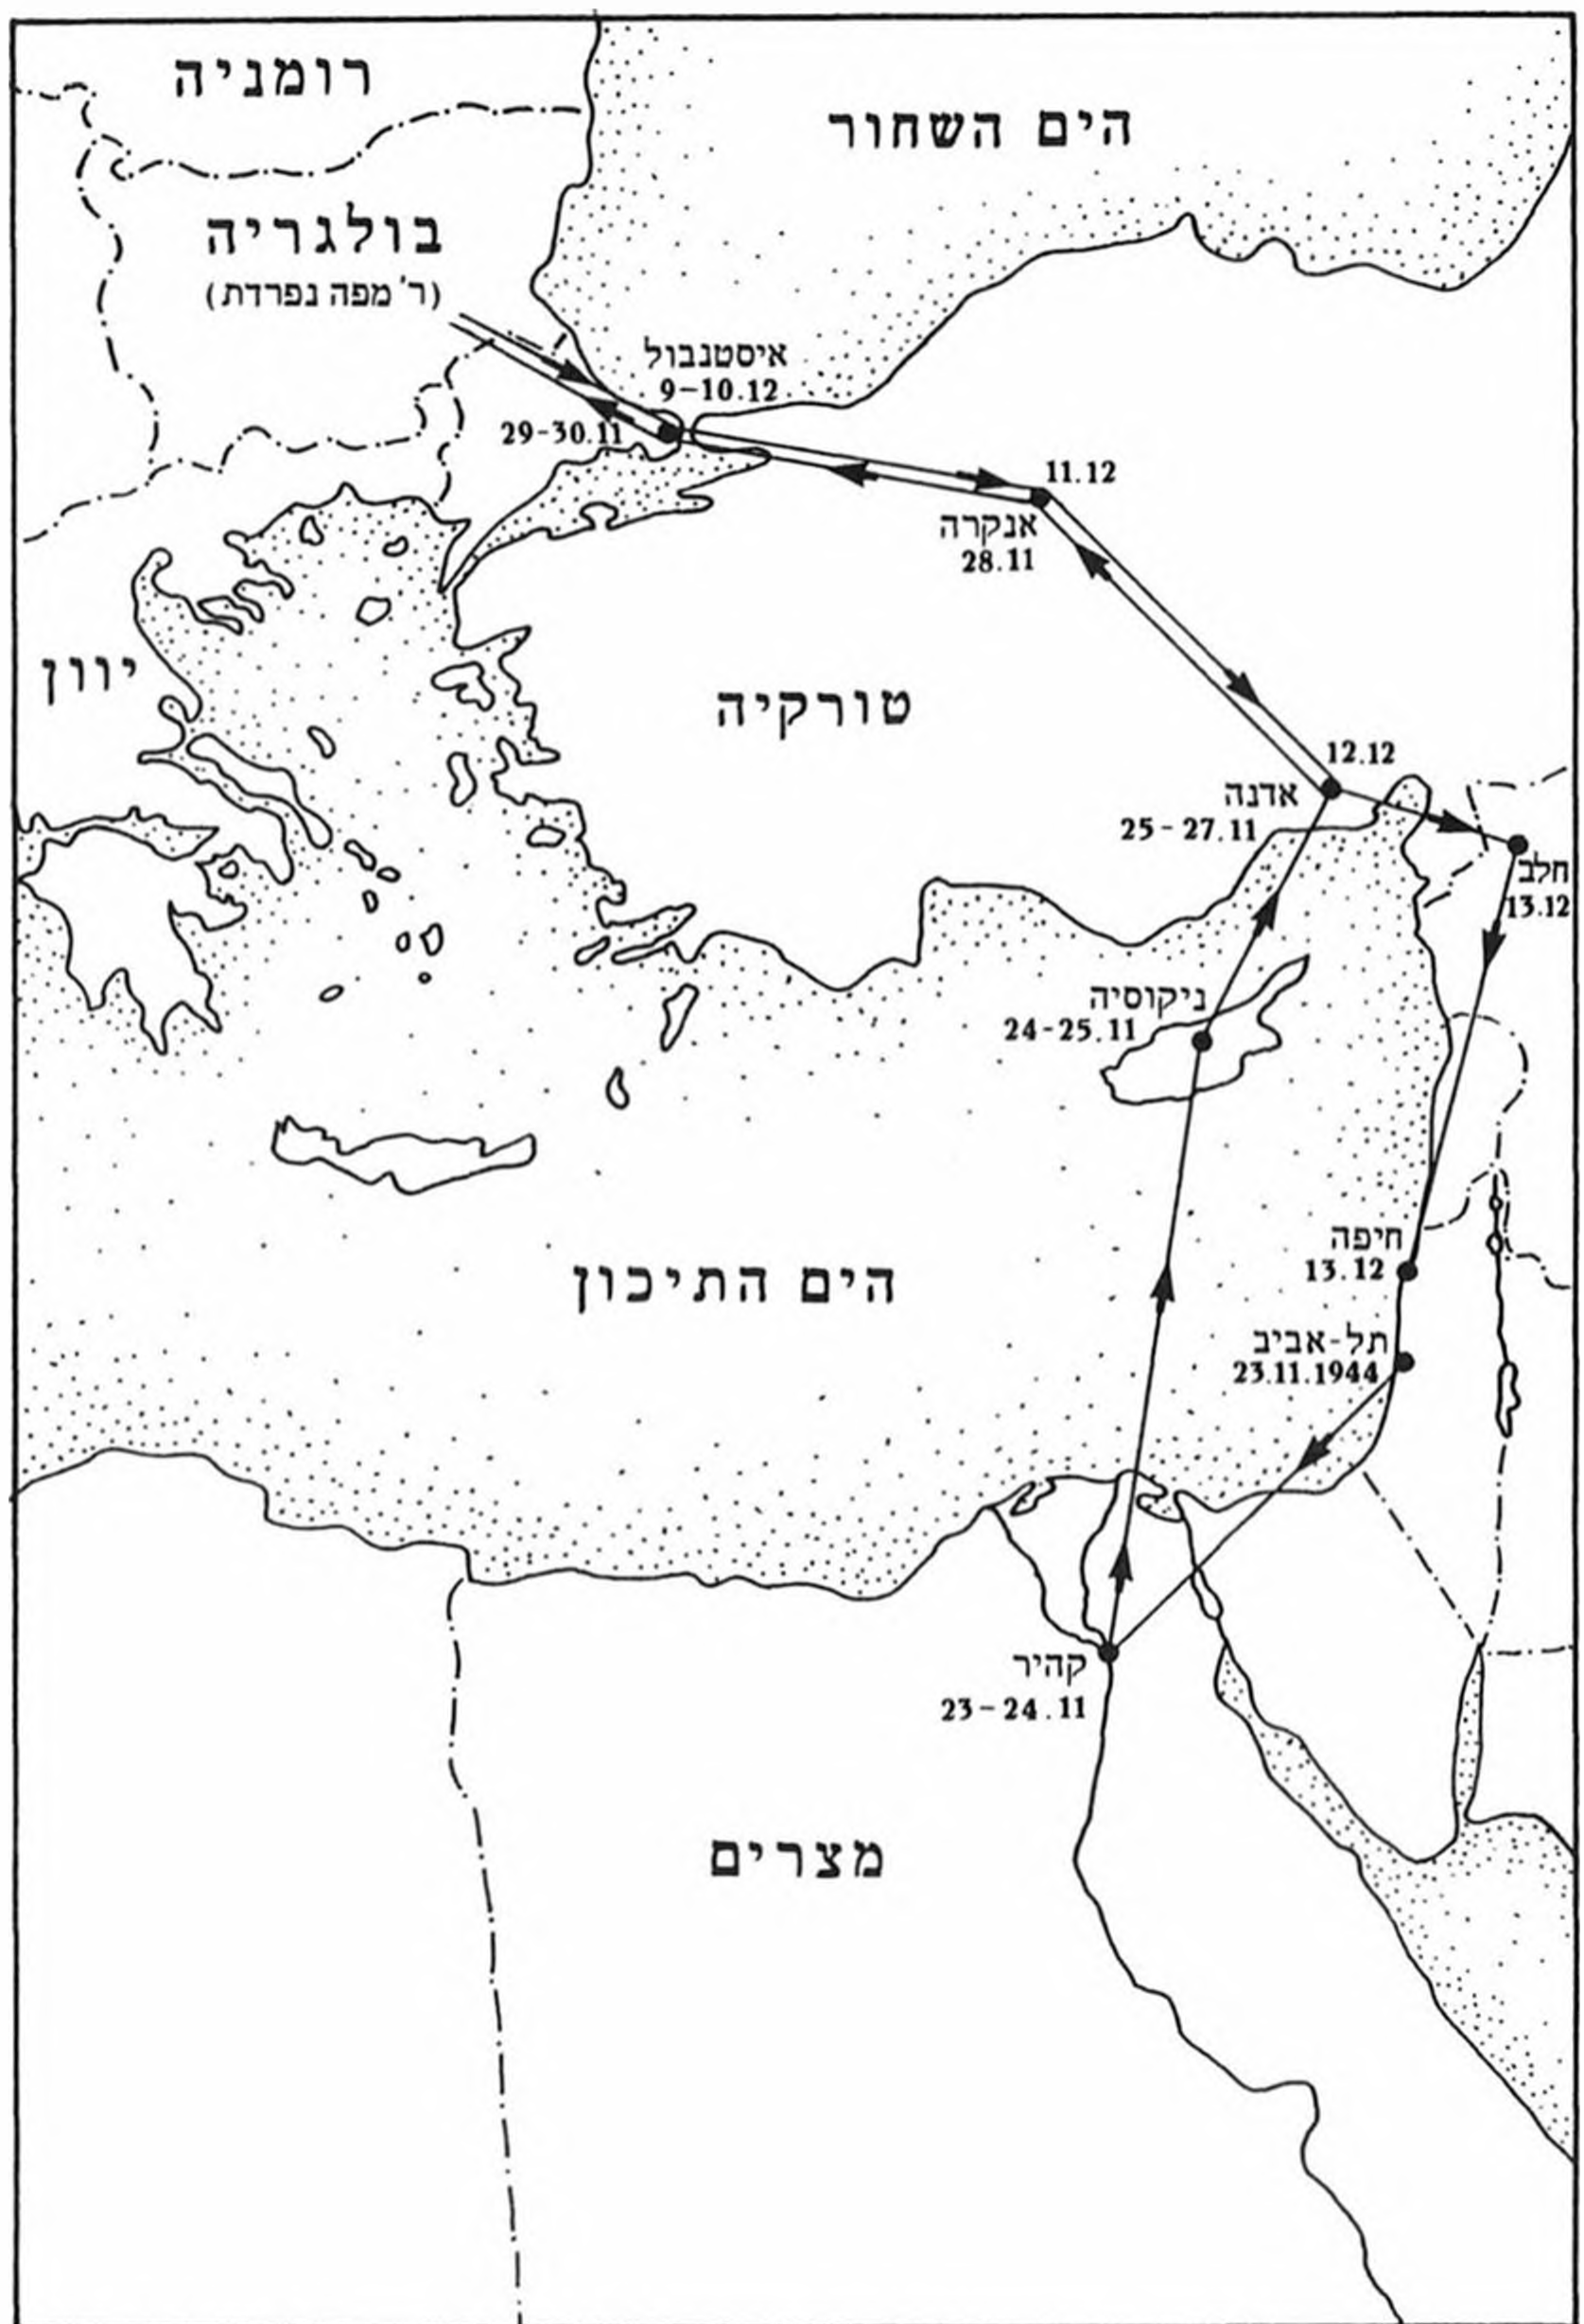 רומניה
הים השחור
בולגריה
(ר' מפה נפרדת)
איסטנבול
9-10.12
29-30.11
11.12
אנקרה
28.11
יוון
טורקיה
12.12
אדנה
25-27.11
חלב
13.12
ניקוסיה
24-25.11
חיפה
13.12
הים התיכון
תל-אביב
23.11.1944
קהיר
23-24.11
מצרים